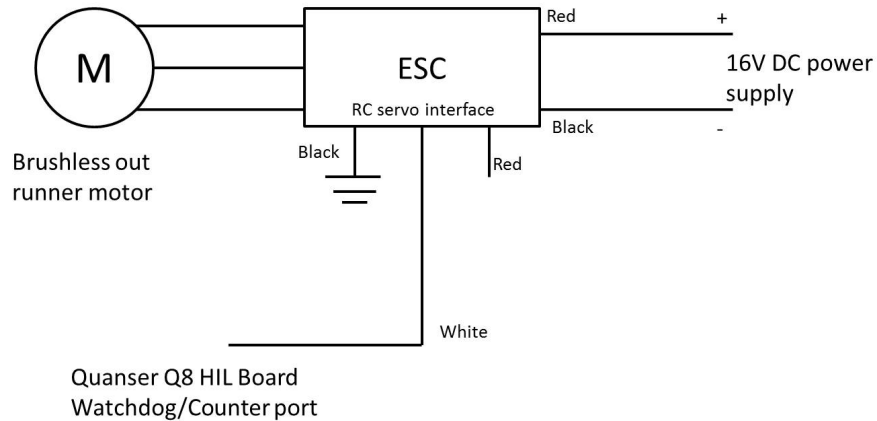 Red
+
M
ESC
16V DC power
supply
RC servo interface
Black
Black
-
Red
Brushless out
runner motor
White
Quanser Q8 HIL Board
Watchdog/Counter port